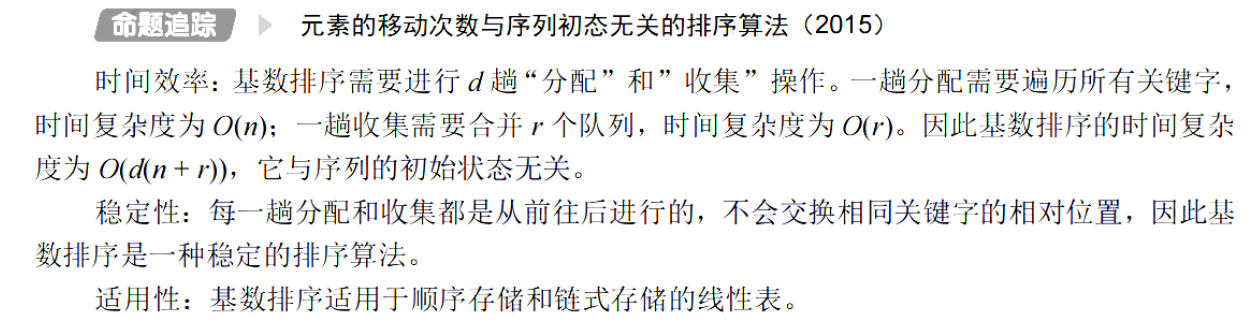 命题追踪 元素的移动次数与序列初态无关的排序算法（2015）
时间效率：基数排序需要进行 d 趟“分配”和”收集”操作。一趟分配需要遍历所有关键字，
时间复杂度为 O(n)；一趟收集需要合并 r 个队列，时间复杂度为 O(r)。因此基数排序的时间复杂
度为 O(d(n + r))，它与序列的初始状态无关。
稳定性：每一趟分配和收集都是从前往后进行的，不会交换相同关键字的相对位置，因此基
数排序是一种稳定的排序算法。
适用性：基数排序适用于顺序存储和链式存储的线性表。